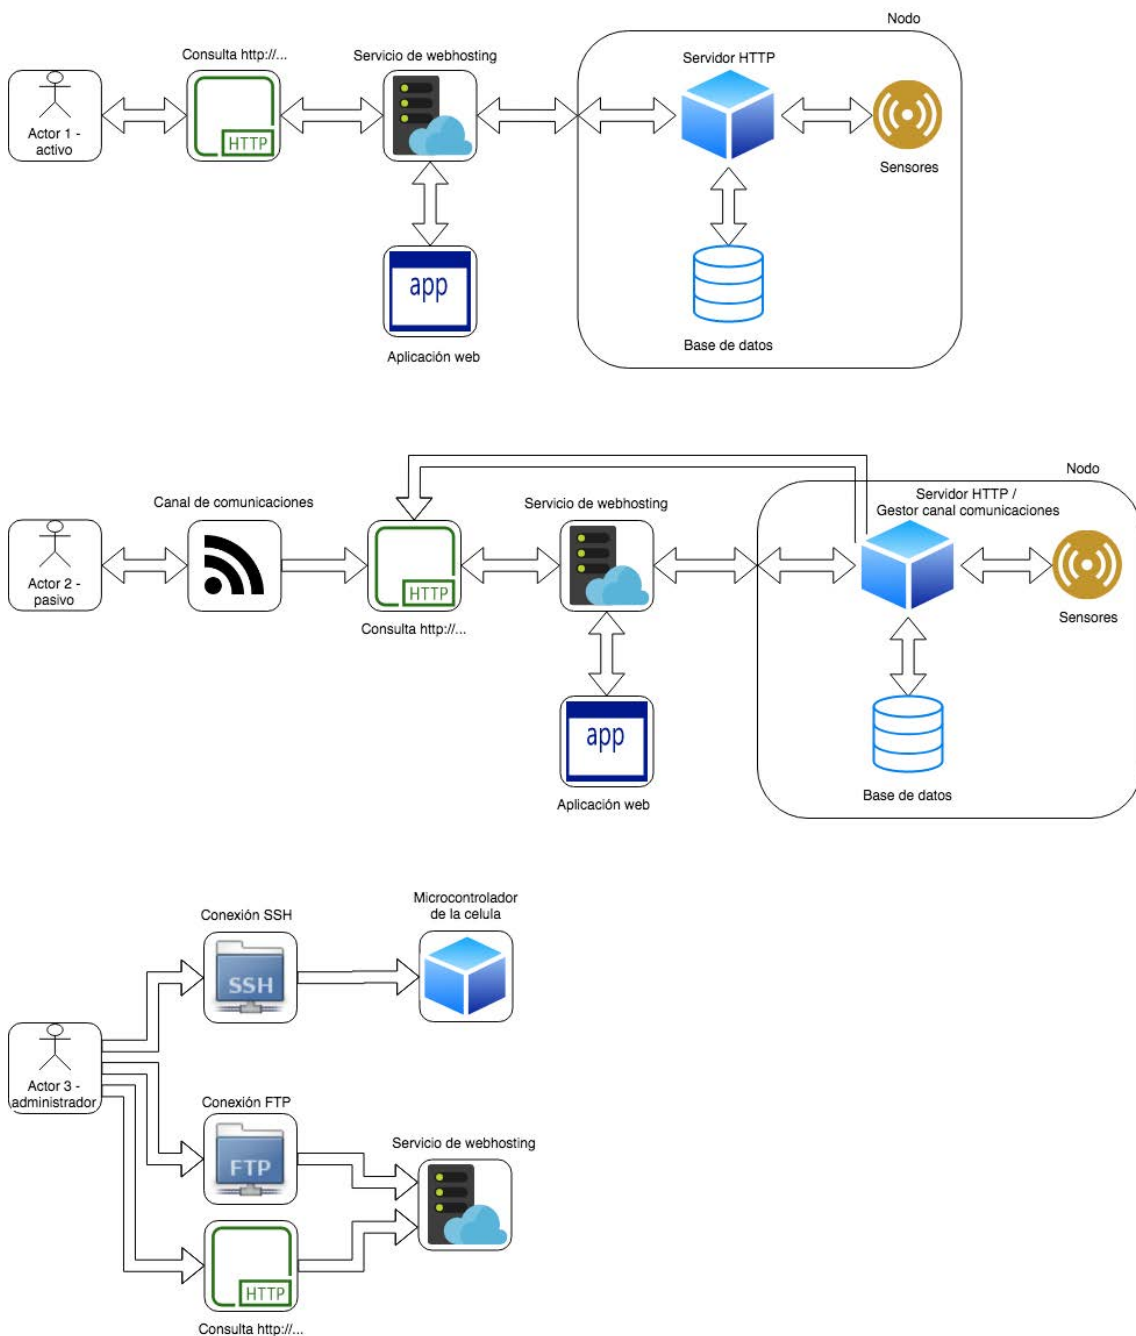 Nodo
Consulta http://...
Servicio de webhosting
Servidor HTTP
Actor 1 -
activo
HTTP
Sensores
app
Base de datos
Aplicación web
Nodo
Canal de comunicaciones
Servicio de webhosting
Servidor HTTP /
Gestor canal comunicaciones
Actor 2 -
pasivo
HTTP
Consulta http://...
Sensores
app
Base de datos
Aplicación web
Microcontrolador
de la celula
Conexión SSH
SSH
Actor 3 -
administrador
Conexión FTP
FTP
Servicio de webhosting
HTTP
Consulta http://...